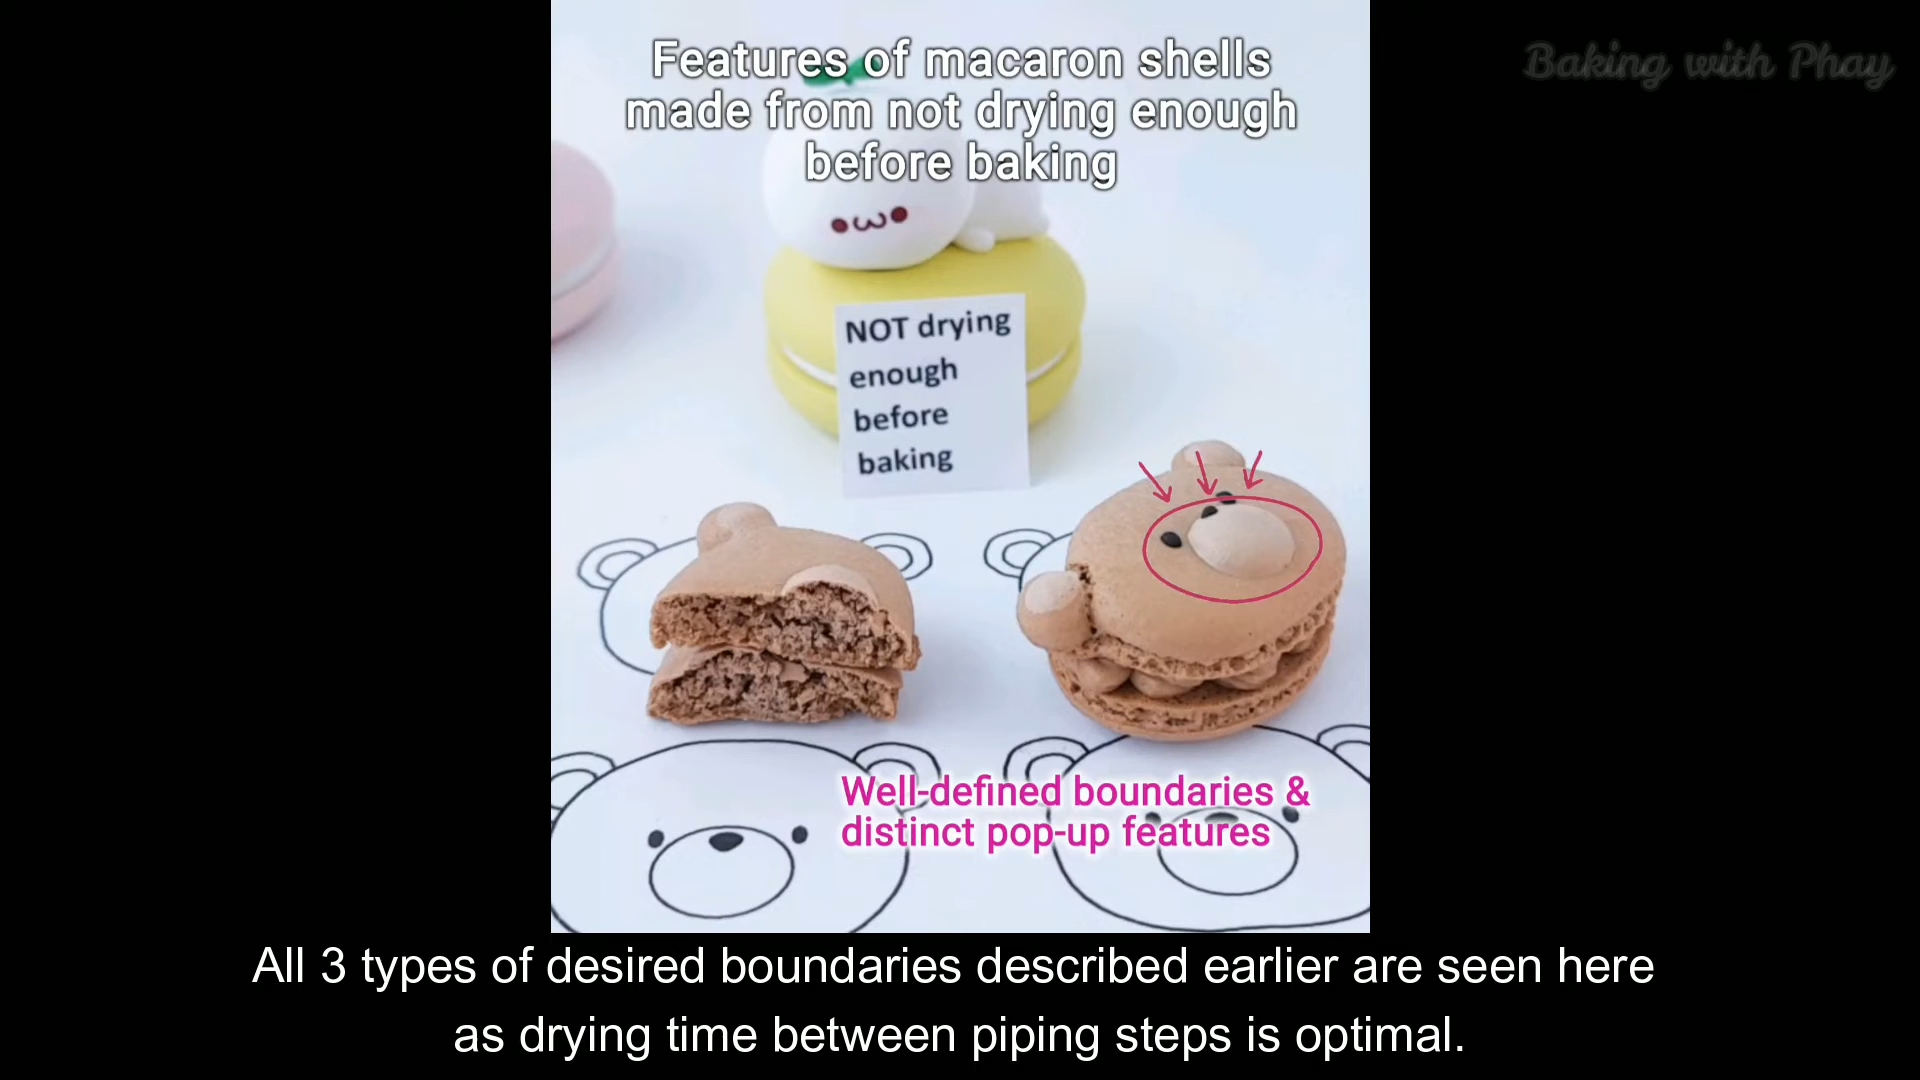 Features of macaron shells
made from not drying enough
before baking
Baking with Phay
NOT drying
enough
before
baking
Well-defined boundaries &
distinct pop-up features
All 3 types of desired boundaries described earlier are seen here
as drying time between piping steps is optimal.